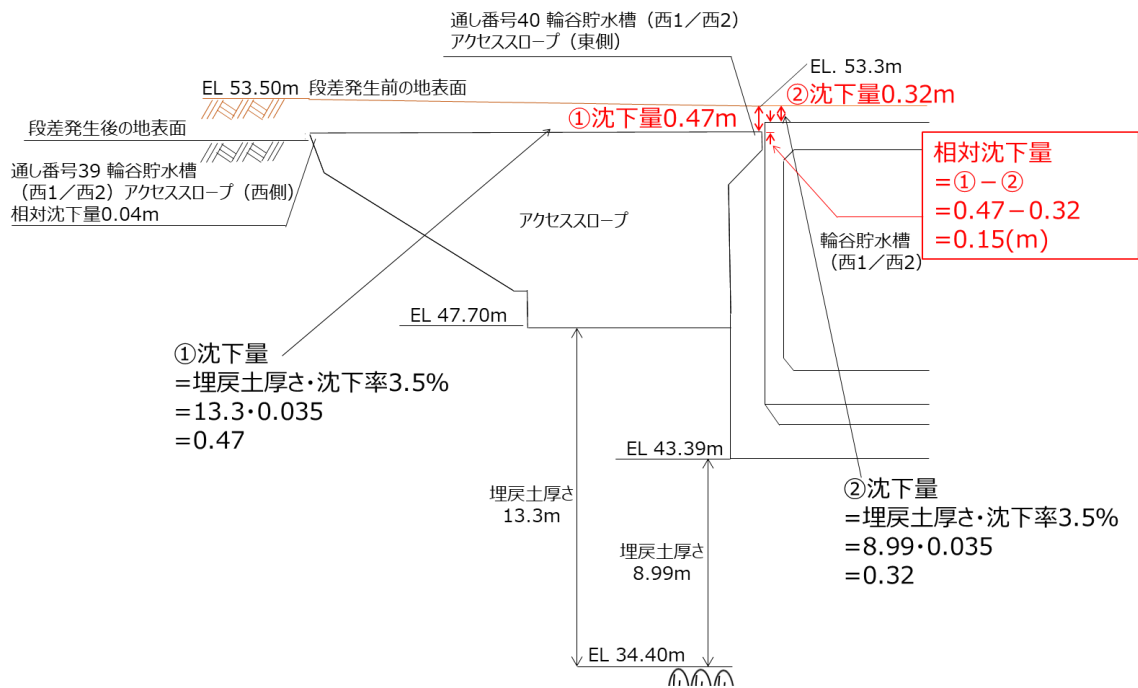 通し番号40 輪谷貯水槽（西1／西2）
アクセススロープ（東側）
EL. 53.3m
EL 53.50m
段差発生前の地表面
②沈下量0.32m
①沈下量0.47m
段差発生後の地表面
通し番号39 輪谷貯水槽
（西1／西2）アクセススロープ（西側）
相対沈下量0.04m
相対沈下量
=①－②
=0.47－0.32
=0.15(m)
アクセススロープ
輪谷貯水槽
（西1／西2）
EL 47.70m
①沈下量
=埋戻土厚さ・沈下率3.5%
=13.3・0.035
=0.47
EL 43.39m
埋戻土厚さ
13.3m
②沈下量
=埋戻土厚さ・沈下率3.5%
=8.99・0.035
=0.32
埋戻土厚さ
8.99m
EL 34.40m